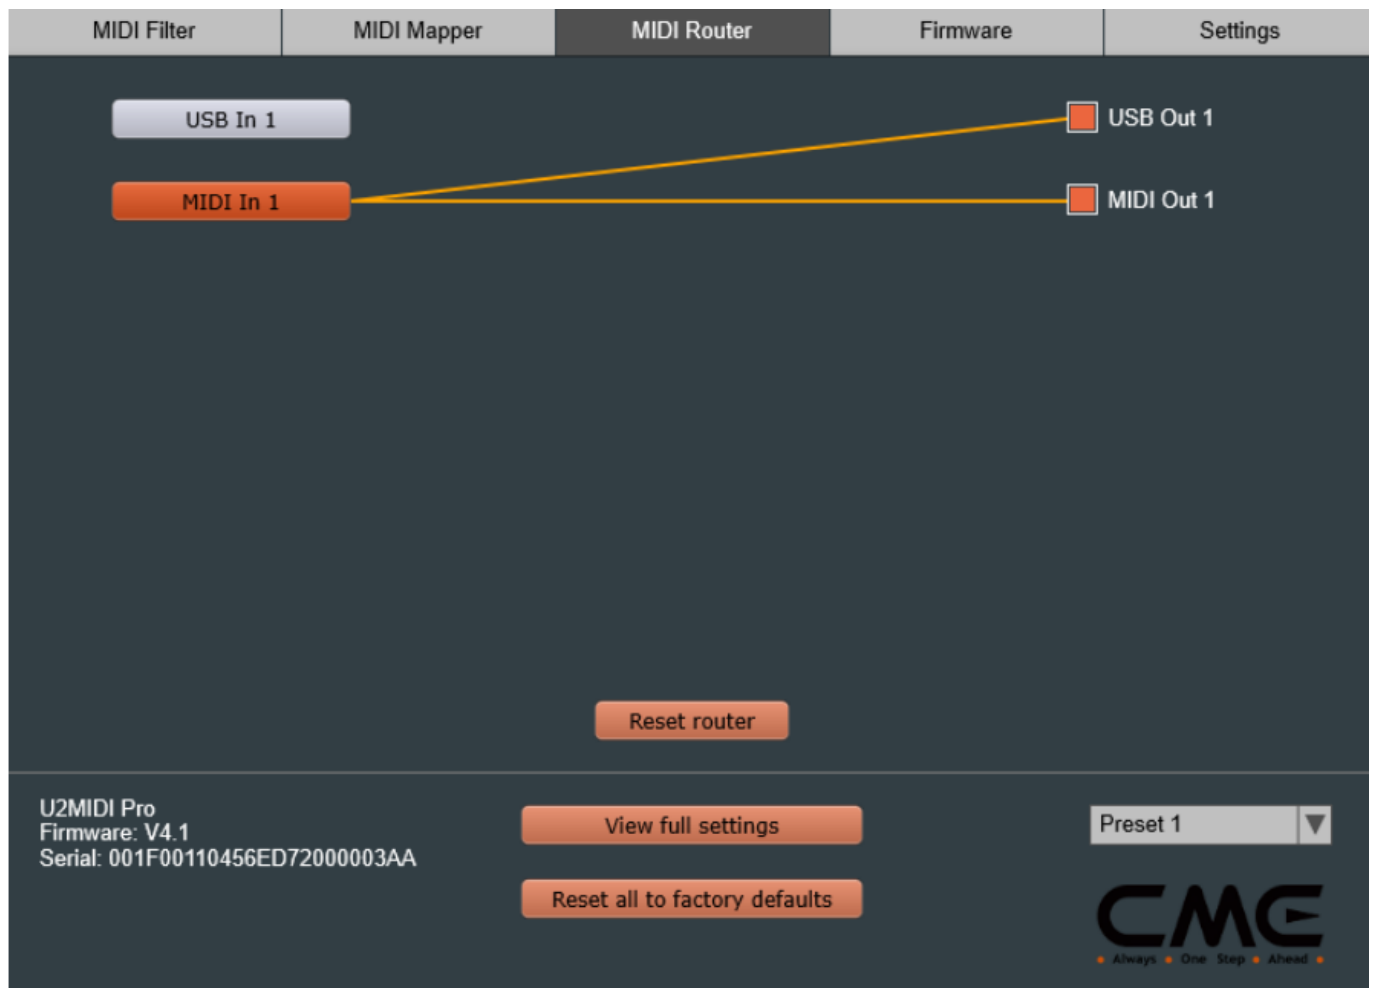 MIDI Filter MIDI Mapper MIDI Router Firmware Settings
USB In 1 USB Out 1
MIDI In 1 MIDI Out 1
Reset router
U2MIDI Pro
Firmware: V4.1
Serial: 001F00110456ED72000003AA
View full settings
Reset all to factory defaults
Preset 1
CME
Always One Step Ahead